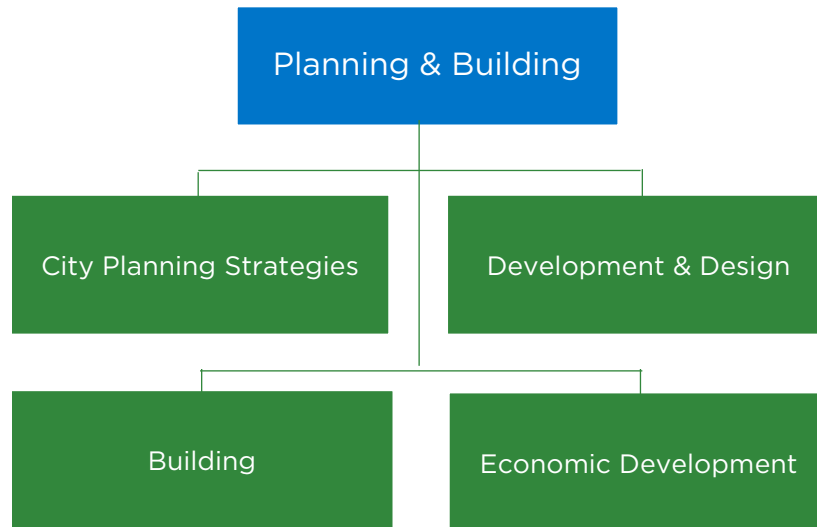 Planning & Building
City Planning Strategies
Development & Design
Building
Economic Development